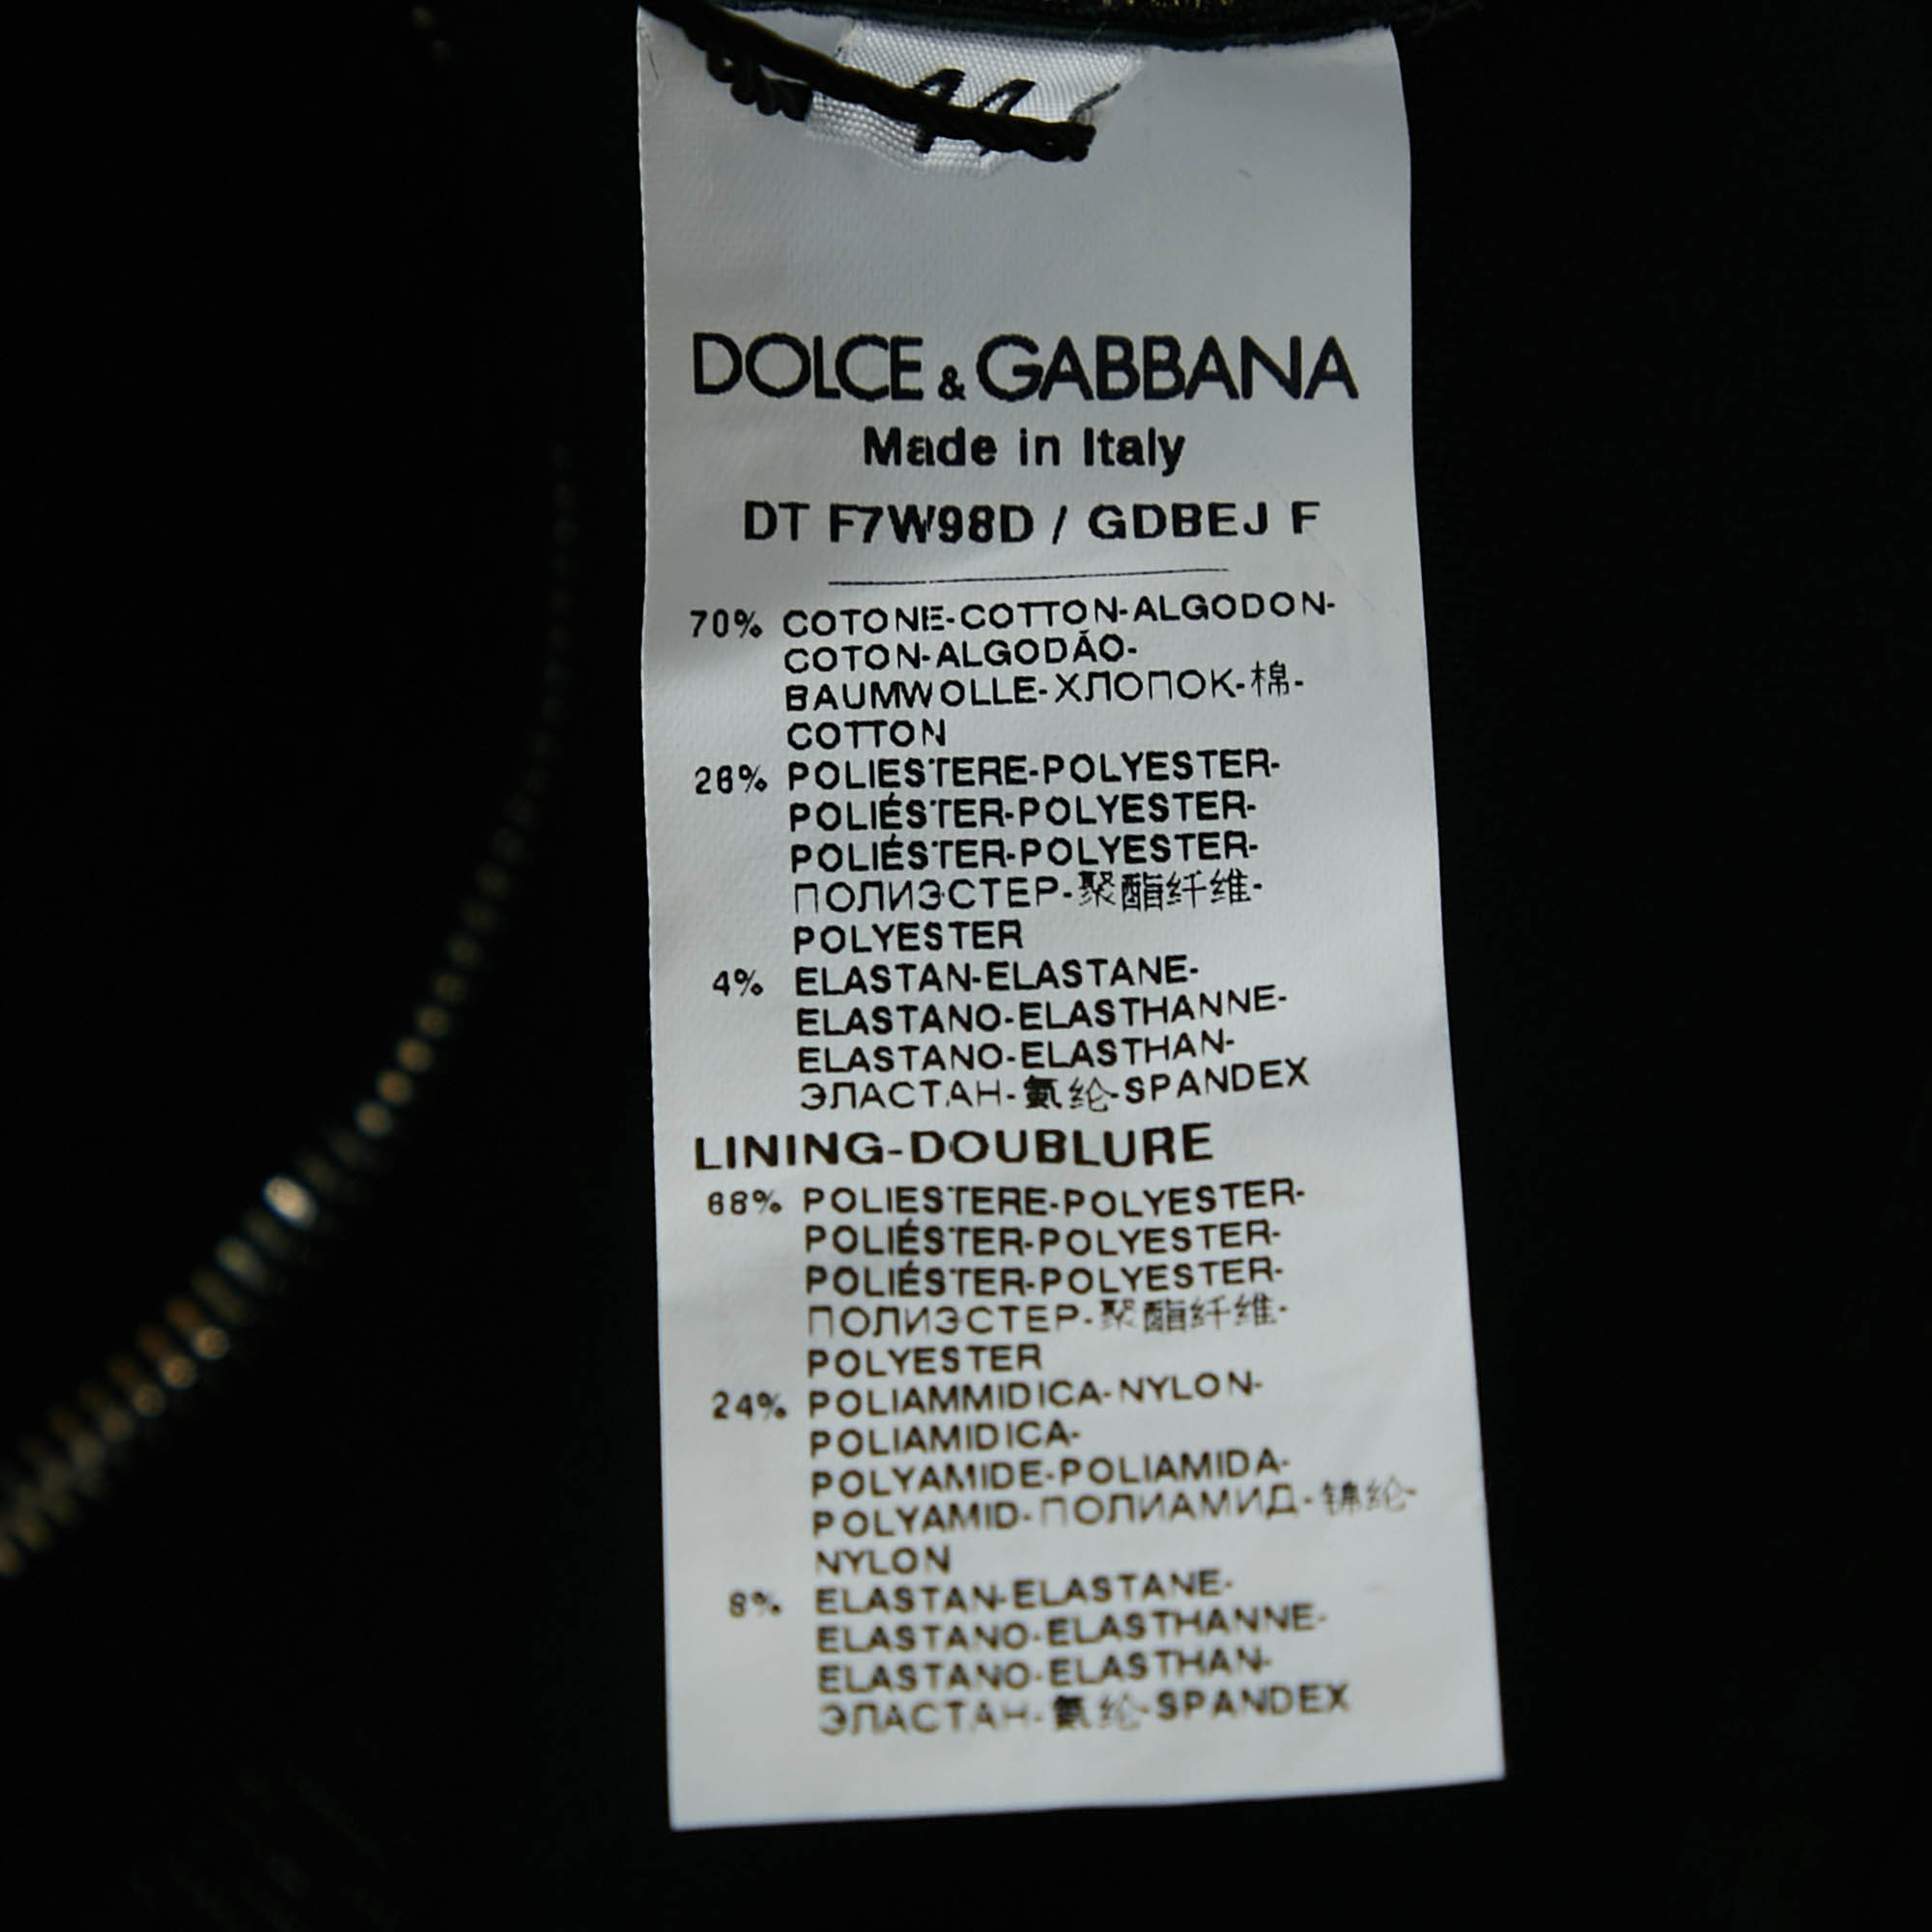 44
DOLCE & GABBANA
Made in Italy
DT F7W98D / GDBEJ F
70% COTONE-COTTON-ALGODON-
COTON-ALGODÃO-
BAUMWOLLE-ХЛОПОК-棉-
COTTON
26% POLIESTERE-POLYESTER-
POLIÉSTER-POLYESTER-
POLIÉSTER-POLYESTER-
ПОЛИЭСТЕР-聚酯纤维-
POLYESTER
4% ELASTAN-ELASTANE-
ELASTANO-ELASTHANNE-
ELASTANO-ELASTHAN-
ЭЛАСТАН-氨纶-SPANDEX
LINING-DOUBLURE
68% POLIESTERE-POLYESTER-
POLIÉSTER-POLYESTER-
POLIÉSTER-POLYESTER-
ПОЛИЭСТЕР-聚酯纤维-
POLYESTER
24% POLIAMMIDICA-NYLON-
POLIAMIDICA-
POLYAMIDE-POLIAMIDA-
POLYAMID-ПОЛИАМИД-锦纶-
NYLON
8% ELASTAN-ELASTANE-
ELASTANO-ELASTHANNE-
ELASTANO-ELASTHAN-
ЭЛАСТАН-氨纶-SPANDEX